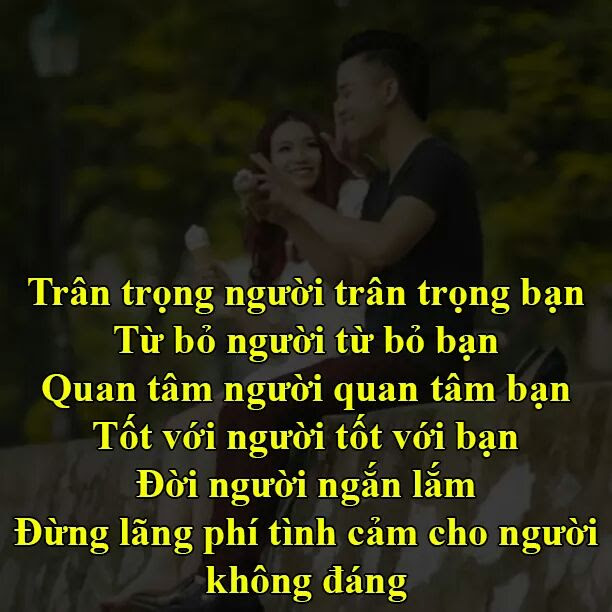 Trân trọng người trân trọng bạn
Từ bỏ người từ bỏ bạn
Quan tâm người quan tâm bạn
Tốt với người tốt với bạn
Đời người ngắn lắm
Đừng lãng phí tình cảm cho người
không đáng